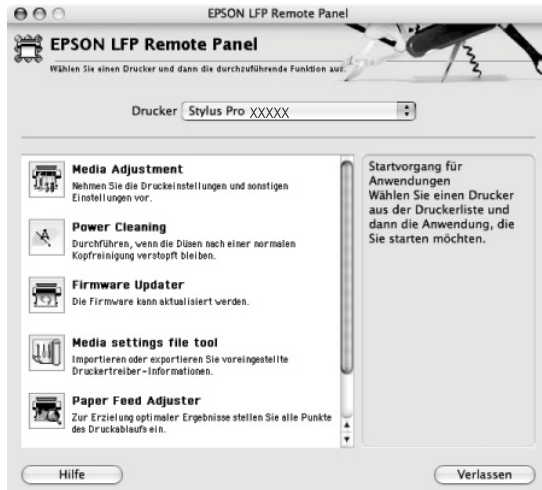 EPSON LFP Remote Panel
EPSON LFP Remote Panel
Wählen Sie einen Drucker und dann die durchzuführende Funktion aus.
Drucker Stylus Pro XXXXX
Media Adjustment
Nehmen Sie die Druckeinstellungen und sonstigen
Einstellungen vor.
Power Cleaning
Durchführen, wenn die Düsen nach einer normalen
Kopfreinigung verstopft bleiben.
Firmware Updater
Die Firmware kann aktualisiert werden.
Media settings file tool
Importieren oder exportieren Sie voreingestellte
Druckertreiber-Informationen.
Paper Feed Adjuster
Zur Erzielung optimaler Ergebnisse stellen Sie alle Punkte
des Druckablaufs ein.
Startvorgang für
Anwendungen
Wählen Sie einen Drucker
aus der Druckerliste und
dann die Anwendung, die
Sie starten möchten.
Hilfe
Verlassen